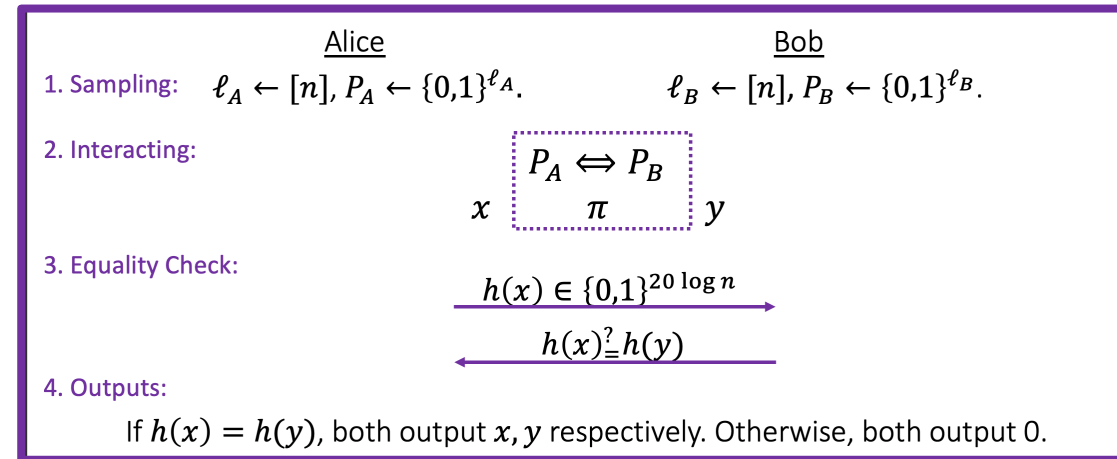 Alice Bob
1. Sampling: ℓ_A ← [n], P_A ← {0,1}^{ℓ_A}. ℓ_B ← [n], P_B ← {0,1}^{ℓ_B}.
2. Interacting:
P_A ⟺ P_B
x π y
3. Equality Check:
h(x) ∈ {0,1}^{20 log n}
h(x) ≟ h(y)
4. Outputs:
If h(x) = h(y), both output x, y respectively. Otherwise, both output 0.